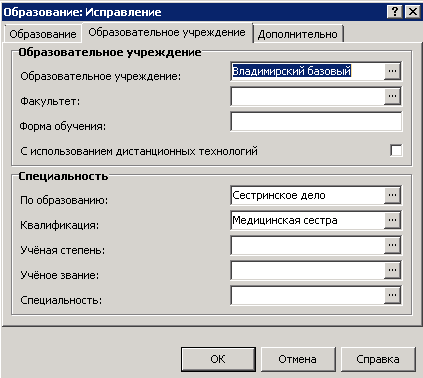 Образование: Исправление
Образование Образовательное учреждение Дополнительно
Образовательное учреждение
Образовательное учреждение: Владимирский базовый ...
Факультет: ...
Форма обучения:
С использованием дистанционных технологий
Специальность
По образованию: Сестринское дело ...
Квалификация: Медицинская сестра ...
Учёная степень: ...
Учёное звание: ...
Специальность: ...
ОК Отмена Справка